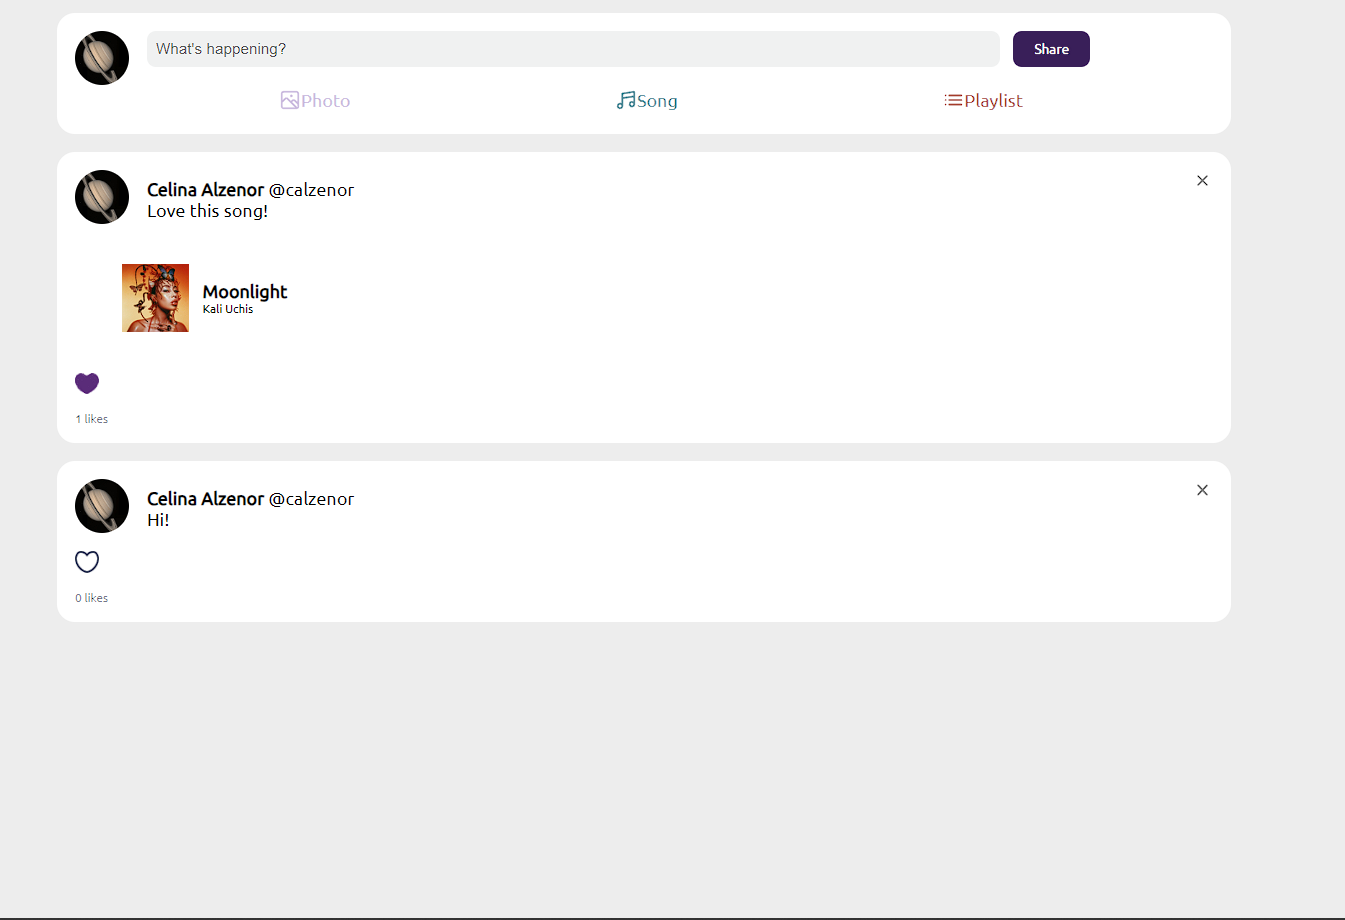 What's happening?
Share
Photo
Song
Playlist
Celina Alzenor @calzenor
Love this song!
Moonlight
Kali Uchis
1 likes
Celina Alzenor @calzenor
Hi!
0 likes